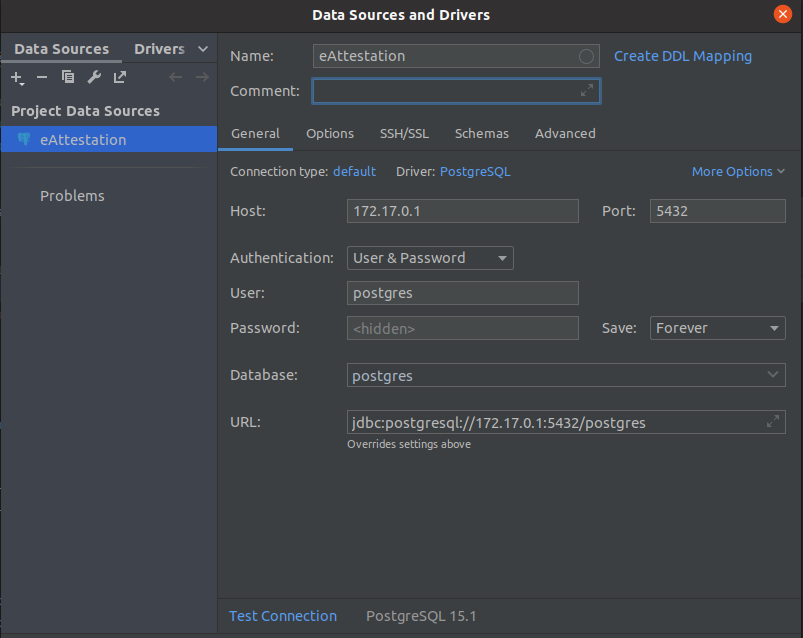 Data Sources and Drivers
Data Sources Drivers
Name: eAttestation Create DDL Mapping
Comment:
Project Data Sources
eAttestation
General Options SSH/SSL Schemas Advanced
Connection type: default Driver: PostgreSQL More Options
Problems
Host: 172.17.0.1 Port: 5432
Authentication: User & Password
User: postgres
Password: <hidden> Save: Forever
Database: postgres
URL: jdbc:postgresql://172.17.0.1:5432/postgres
Overrides settings above
Test Connection PostgreSQL 15.1